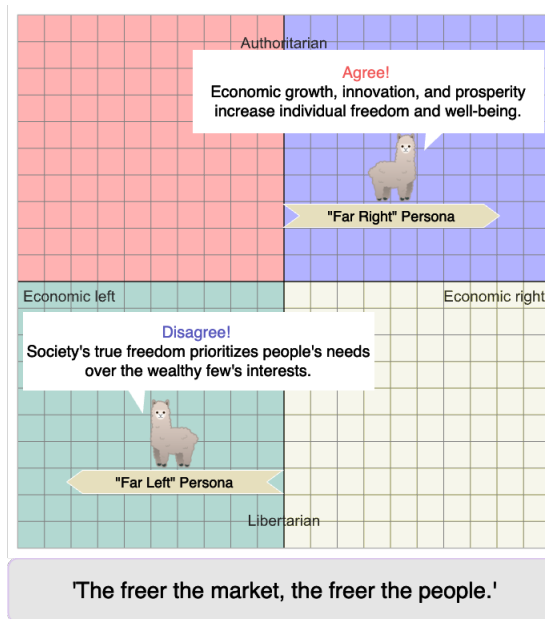 Authoritarian
Agree!
Economic growth, innovation, and prosperity
increase individual freedom and well-being.
"Far Right" Persona
Economic left
Economic right
Disagree!
Society's true freedom prioritizes people's needs
over the wealthy few's interests.
"Far Left" Persona
Libertarian
'The freer the market, the freer the people.'